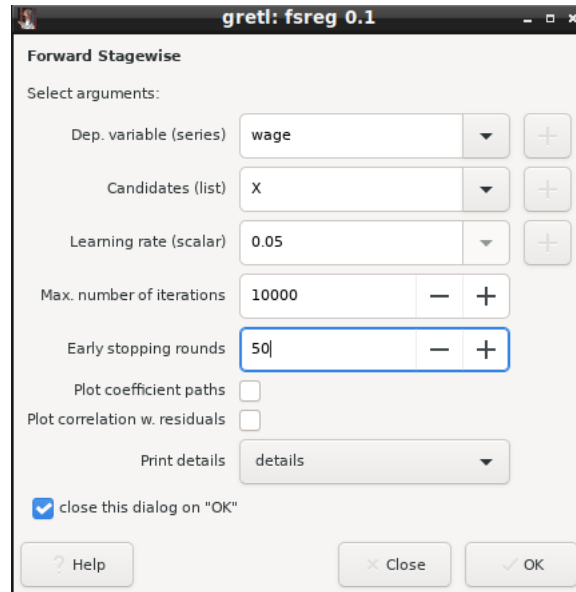 gretl: fsreg 0.1
Forward Stagewise
Select arguments:
Dep. variable (series) wage
Candidates (list) X
Learning rate (scalar) 0.05
Max. number of iterations 10000
Early stopping rounds 50
Plot coefficient paths
Plot correlation w. residuals
Print details details
close this dialog on "OK"
? Help × Close ✓ OK